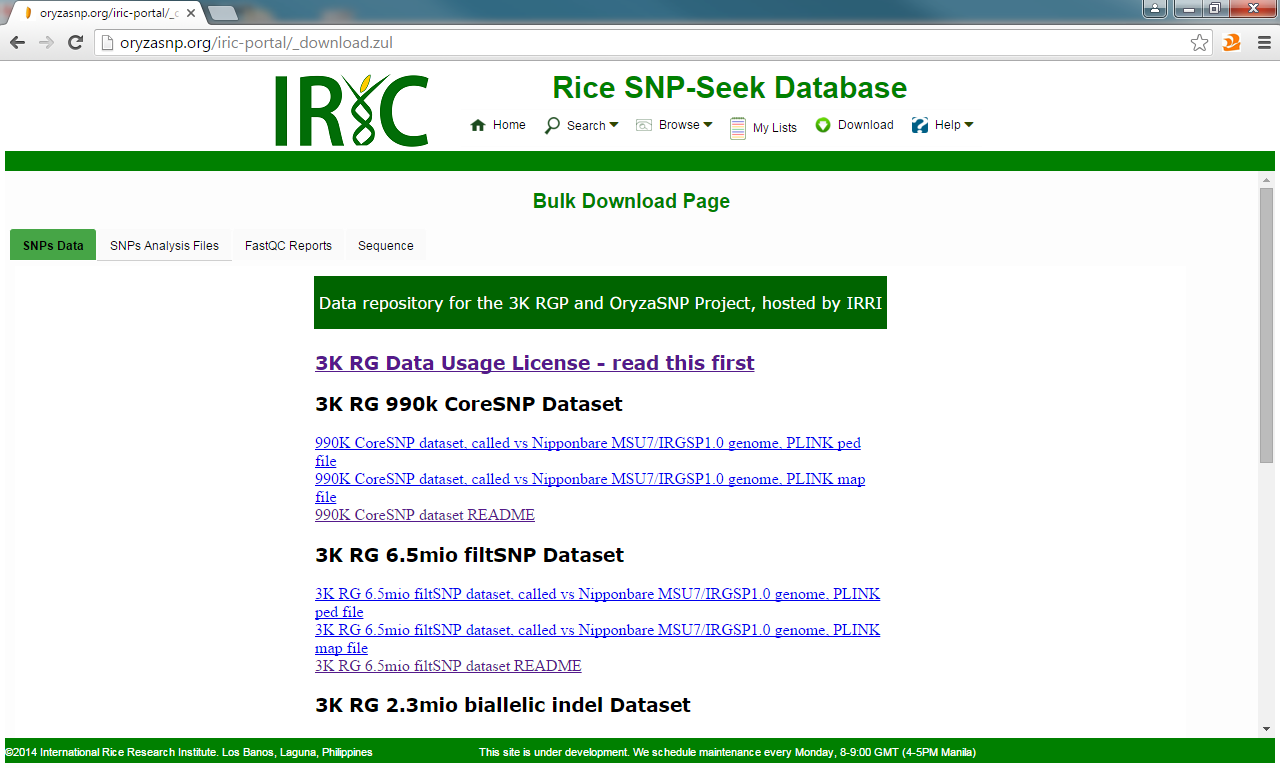 oryzasnp.org/iric-portal/_d
oryzasnp.org/iric-portal/_download.zul
IRIC
Rice SNP-Seek Database
Home Search Browse My Lists Download Help
Bulk Download Page
SNPs Data SNPs Analysis Files FastQC Reports Sequence
Data repository for the 3K RGP and OryzaSNP Project, hosted by IRRI
3K RG Data Usage License - read this first
3K RG 990k CoreSNP Dataset
990K CoreSNP dataset, called vs Nipponbare MSU7/IRGSP1.0 genome, PLINK ped
file
990K CoreSNP dataset, called vs Nipponbare MSU7/IRGSP1.0 genome, PLINK map
file
990K CoreSNP dataset README
3K RG 6.5mio filtSNP Dataset
3K RG 6.5mio filtSNP dataset, called vs Nipponbare MSU7/IRGSP1.0 genome, PLINK
ped file
3K RG 6.5mio filtSNP dataset, called vs Nipponbare MSU7/IRGSP1.0 genome, PLINK
map file
3K RG 6.5mio filtSNP dataset README
3K RG 2.3mio biallelic indel Dataset
©2014 International Rice Research Institute. Los Banos, Laguna, Philippines This site is under development. We schedule maintenance every Monday, 8-9:00 GMT (4-5PM Manila)